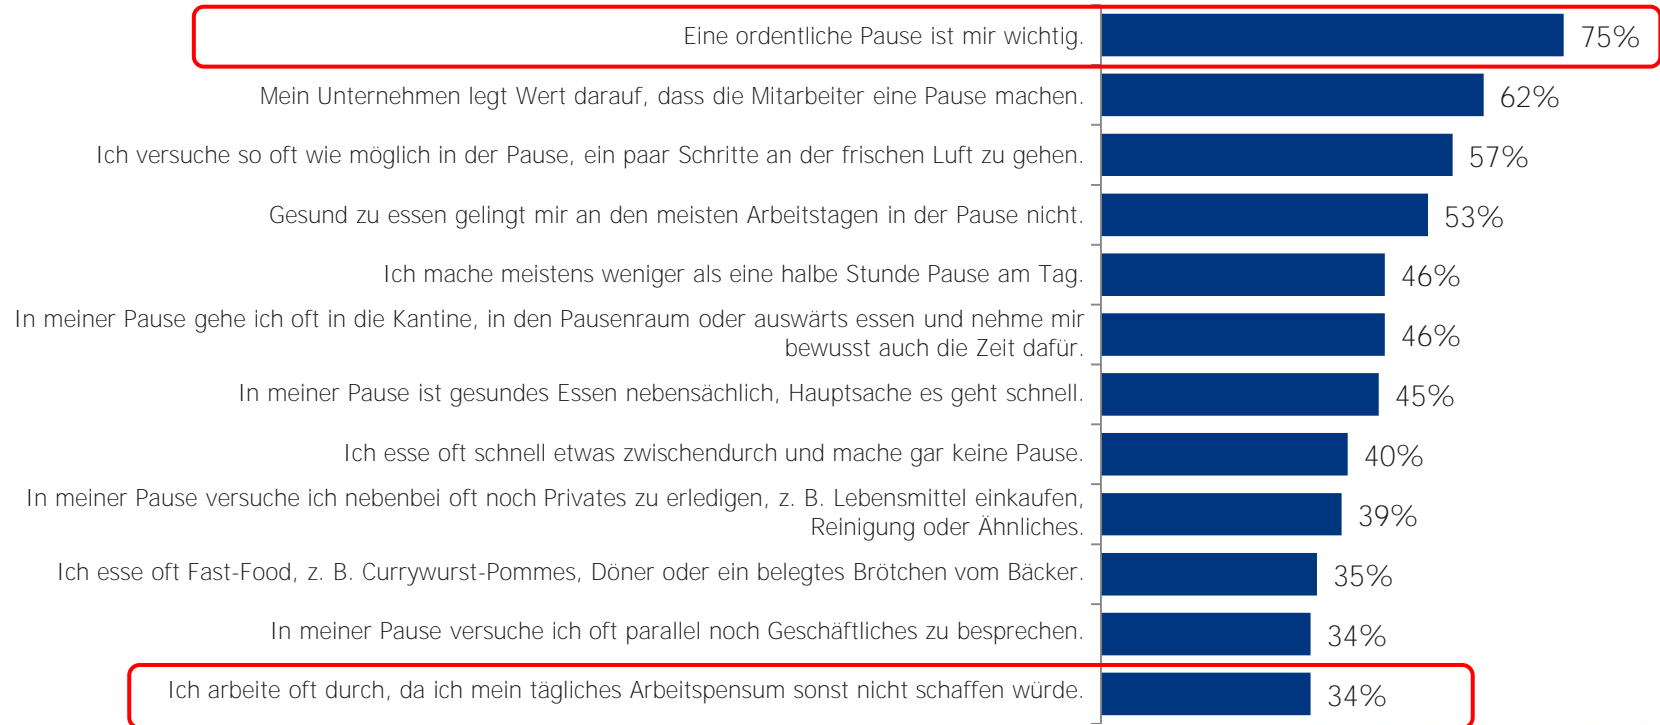 Eine ordentliche Pause ist mir wichtig. 75%
Mein Unternehmen legt Wert darauf, dass die Mitarbeiter eine Pause machen. 62%
Ich versuche so oft wie möglich in der Pause, ein paar Schritte an der frischen Luft zu gehen. 57%
Gesund zu essen gelingt mir an den meisten Arbeitstagen in der Pause nicht. 53%
Ich mache meistens weniger als eine halbe Stunde Pause am Tag. 46%
In meiner Pause gehe ich oft in die Kantine, in den Pausenraum oder auswärts essen und nehme mir
bewusst auch die Zeit dafür. 46%
In meiner Pause ist gesundes Essen nebensächlich, Hauptsache es geht schnell. 45%
Ich esse oft schnell etwas zwischendurch und mache gar keine Pause. 40%
In meiner Pause versuche ich nebenbei oft noch Privates zu erledigen, z. B. Lebensmittel einkaufen,
Reinigung oder Ähnliches. 39%
Ich esse oft Fast-Food, z. B. Currywurst-Pommes, Döner oder ein belegtes Brötchen vom Bäcker. 35%
In meiner Pause versuche ich oft parallel noch Geschäftliches zu besprechen. 34%
Ich arbeite oft durch, da ich mein tägliches Arbeitspensum sonst nicht schaffen würde. 34%